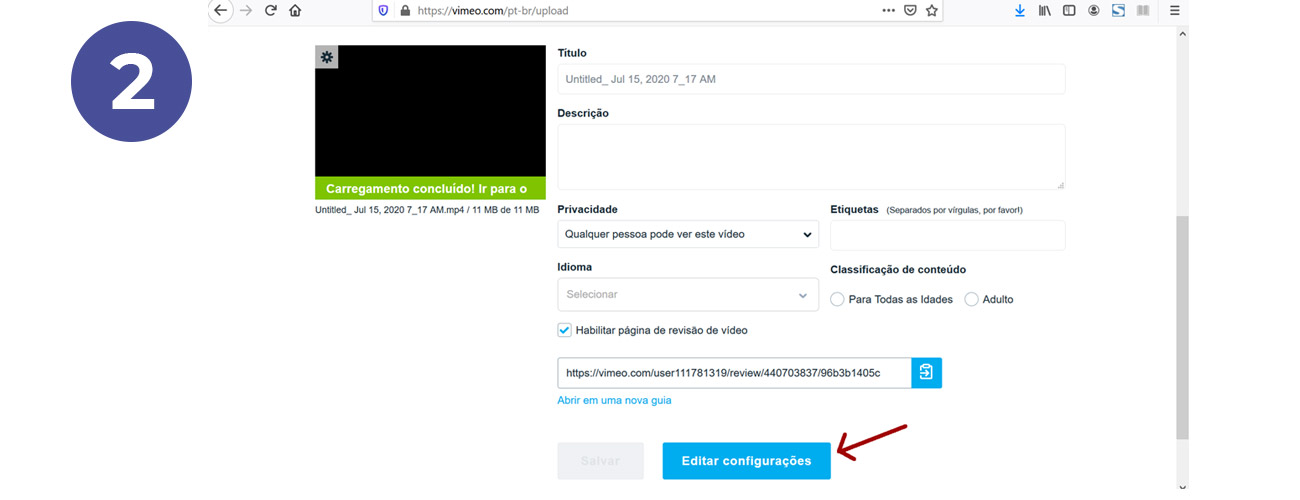 2
https://vimeo.com/pt-br/upload
Título
Untitled_ Jul 15, 2020 7_17 AM
Descrição
Carregamento concluído! Ir para o
Untitled_ Jul 15, 2020 7_17 AM.mp4 / 11 MB de 11 MB
Privacidade
Qualquer pessoa pode ver este vídeo
Etiquetas (Separados por vírgulas, por favor!)
Idioma
Selecionar
Classificação de conteúdo
Para Todas as Idades
Adulto
Habilitar página de revisão de vídeo
https://vimeo.com/user111781319/review/440703837/96b3b1405c
Abrir em uma nova guia
Salvar
Editar configurações